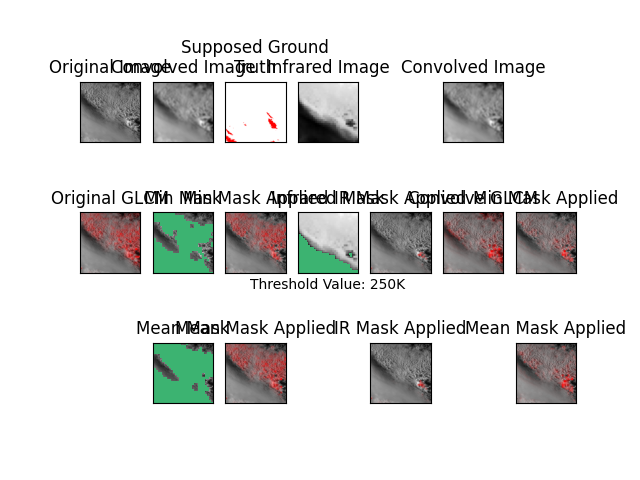 Supposed Ground
Original Image Convolved Image Truth Infrared Image Convolved Image
Original GLCM Min Mask Min Mask Applied Infrared Mask IR Mask Applied Convolved GLCM Min Mask Applied
Threshold Value: 250K
Mean Mask Mean Mask Applied IR Mask Applied Mean Mask Applied